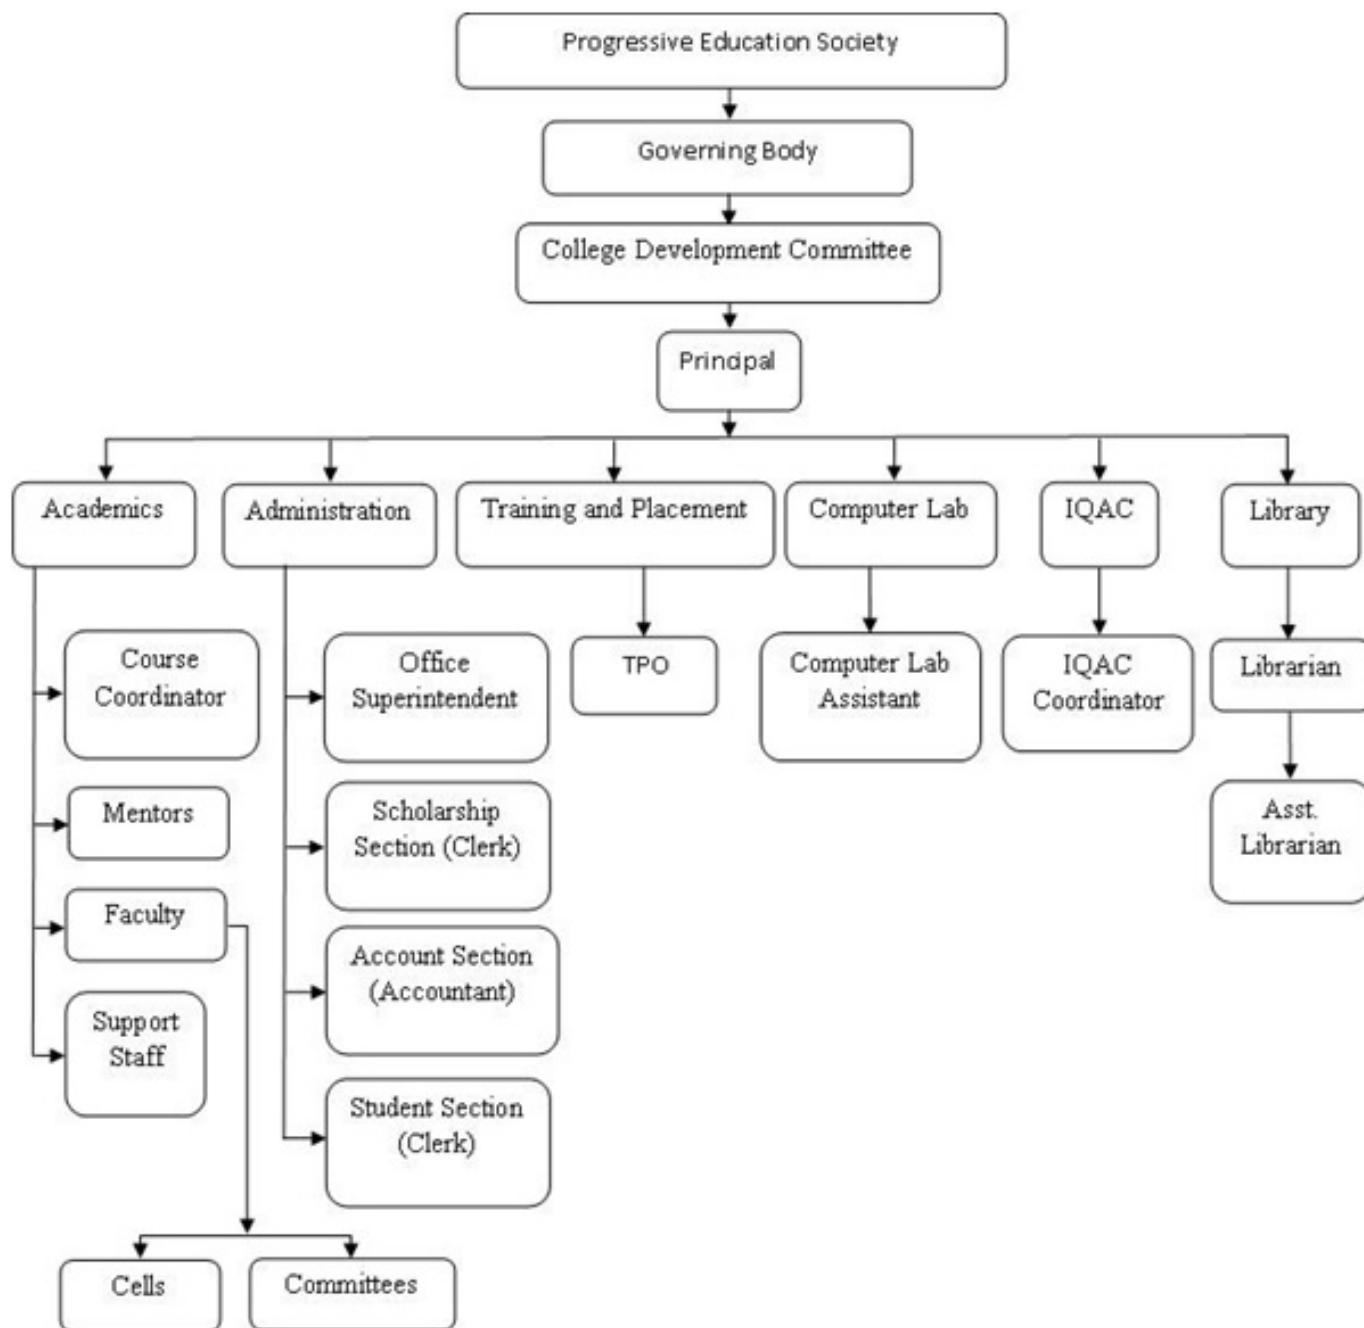 Progressive Education Society
Governing Body
College Development Committee
Principal
Academics
Administration
Training and Placement
Computer Lab
IQAC
Library
Course
Coordinator
Office
Superintendent
TPO
Computer Lab
Assistant
IQAC
Coordinator
Librarian
Mentors
Scholarship
Section (Clerk)
Asst.
Librarian
Faculty
Account Section
(Accountant)
Support
Staff
Student Section
(Clerk)
Cells
Committees